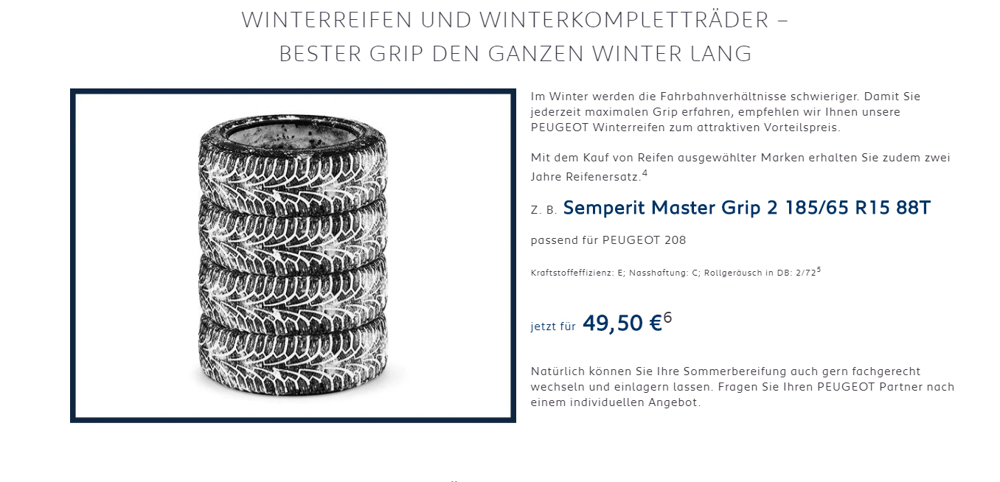 WINTERREIFEN UND WINTERKOMPLETTRÄDER –
BESTER GRIP DEN GANZEN WINTER LANG
Im Winter werden die Fahrbahnverhältnisse schwieriger. Damit Sie
jederzeit maximalen Grip erfahren, empfehlen wir Ihnen unsere
PEUGEOT Winterreifen zum attraktiven Vorteilspreis.
Mit dem Kauf von Reifen ausgewählter Marken erhalten Sie zudem zwei
Jahre Reifenersatz.4
Z. B. Semperit Master Grip 2 185/65 R15 88T
passend für PEUGEOT 208
Kraftstoffeffizienz: E; Nasshaftung: C; Rollgeräusch in DB: 2/725
jetzt für 49,50 €6
Natürlich können Sie Ihre Sommerbereifung auch gern fachgerecht
wechseln und einlagern lassen. Fragen Sie Ihren PEUGEOT Partner nach
einem individuellen Angebot.